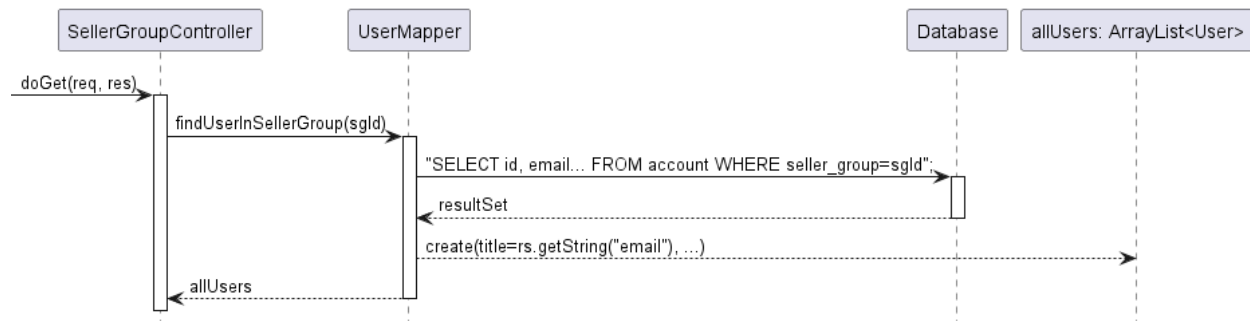 SellerGroupController
UserMapper
Database
allUsers: ArrayList<User>
doGet(req, res)
findUserInSellerGroup(sgId)
"SELECT id, email... FROM account WHERE seller_group=sgId";
resultSet
create(title=rs.getString("email"), ...)
allUsers